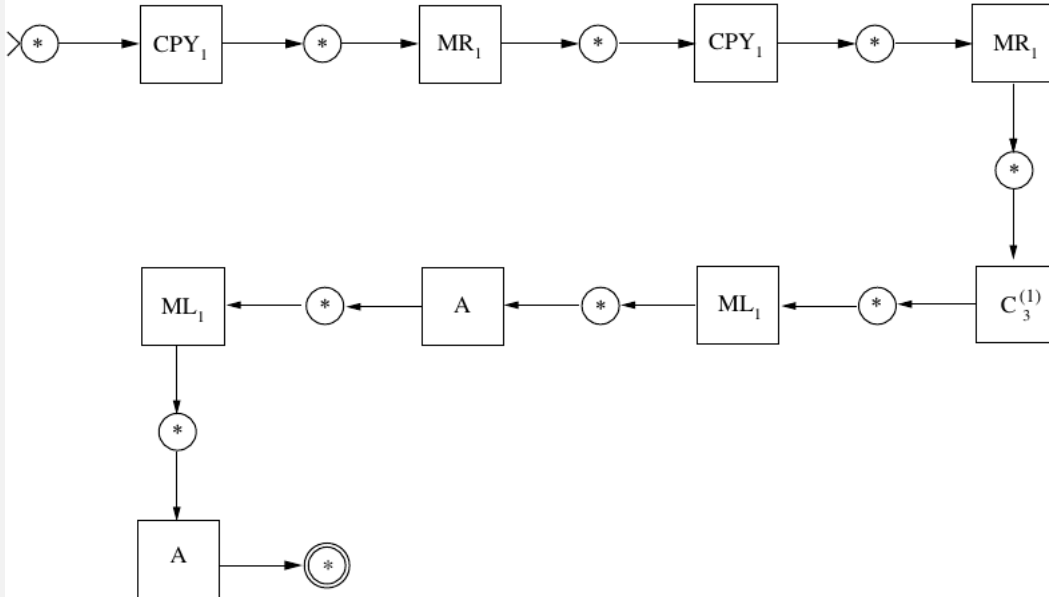 * CPY₁ * MR₁ * CPY₁ * MR₁
*
ML₁ * A * ML₁ * C₃⁽¹⁾
*
A *